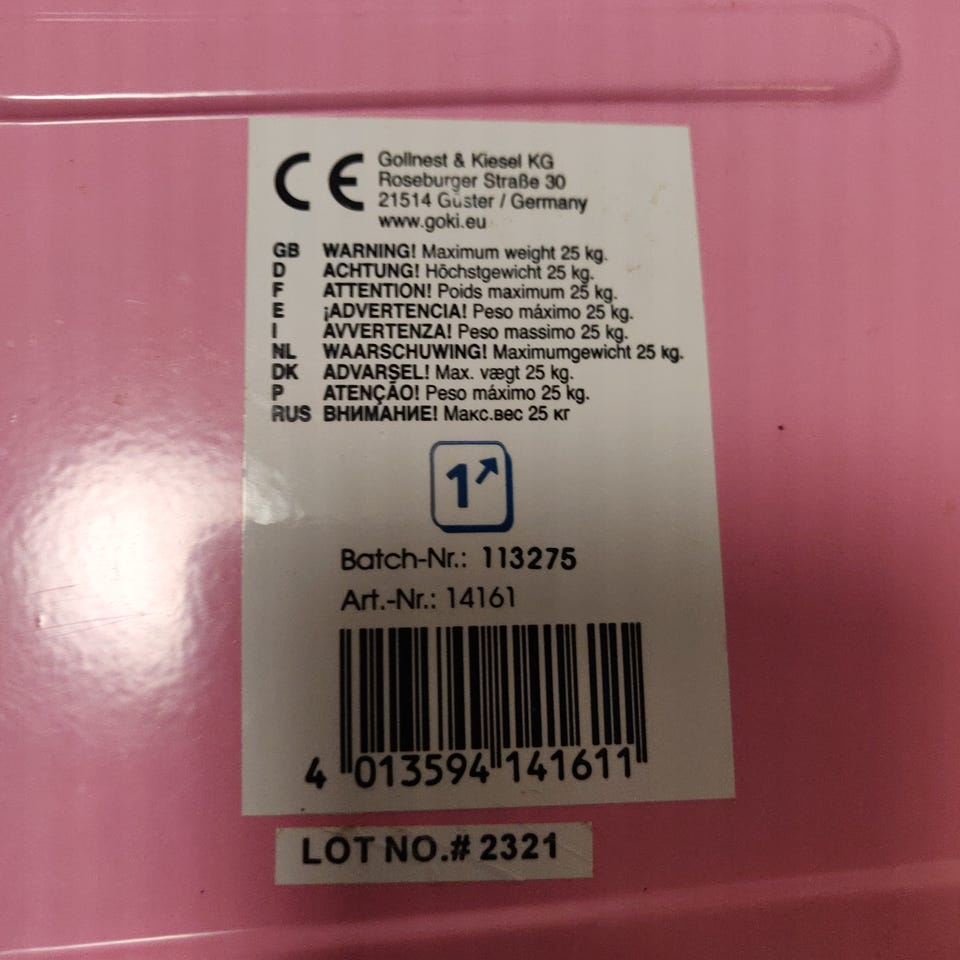 CE
Gollnest & Kiesel KG
Roseburger Straße 30
21514 Güster / Germany
www.goki.eu
GB WARNING! Maximum weight 25 kg.
D ACHTUNG! Höchstgewicht 25 kg.
F ATTENTION! Poids maximum 25 kg.
E ¡ADVERTENCIA! Peso máximo 25 kg.
I AVVERTENZA! Peso massimo 25 kg.
NL WAARSCHUWING! Maximumgewicht 25 kg.
DK ADVARSEL! Max. vægt 25 kg.
P ATENÇÃO! Peso máximo 25 kg.
RUS ВНИМАНИЕ! Макс.вес 25 кг
1
Batch-Nr.: 113275
Art.-Nr.: 14161
4 013594 141611
LOT NO.# 2321